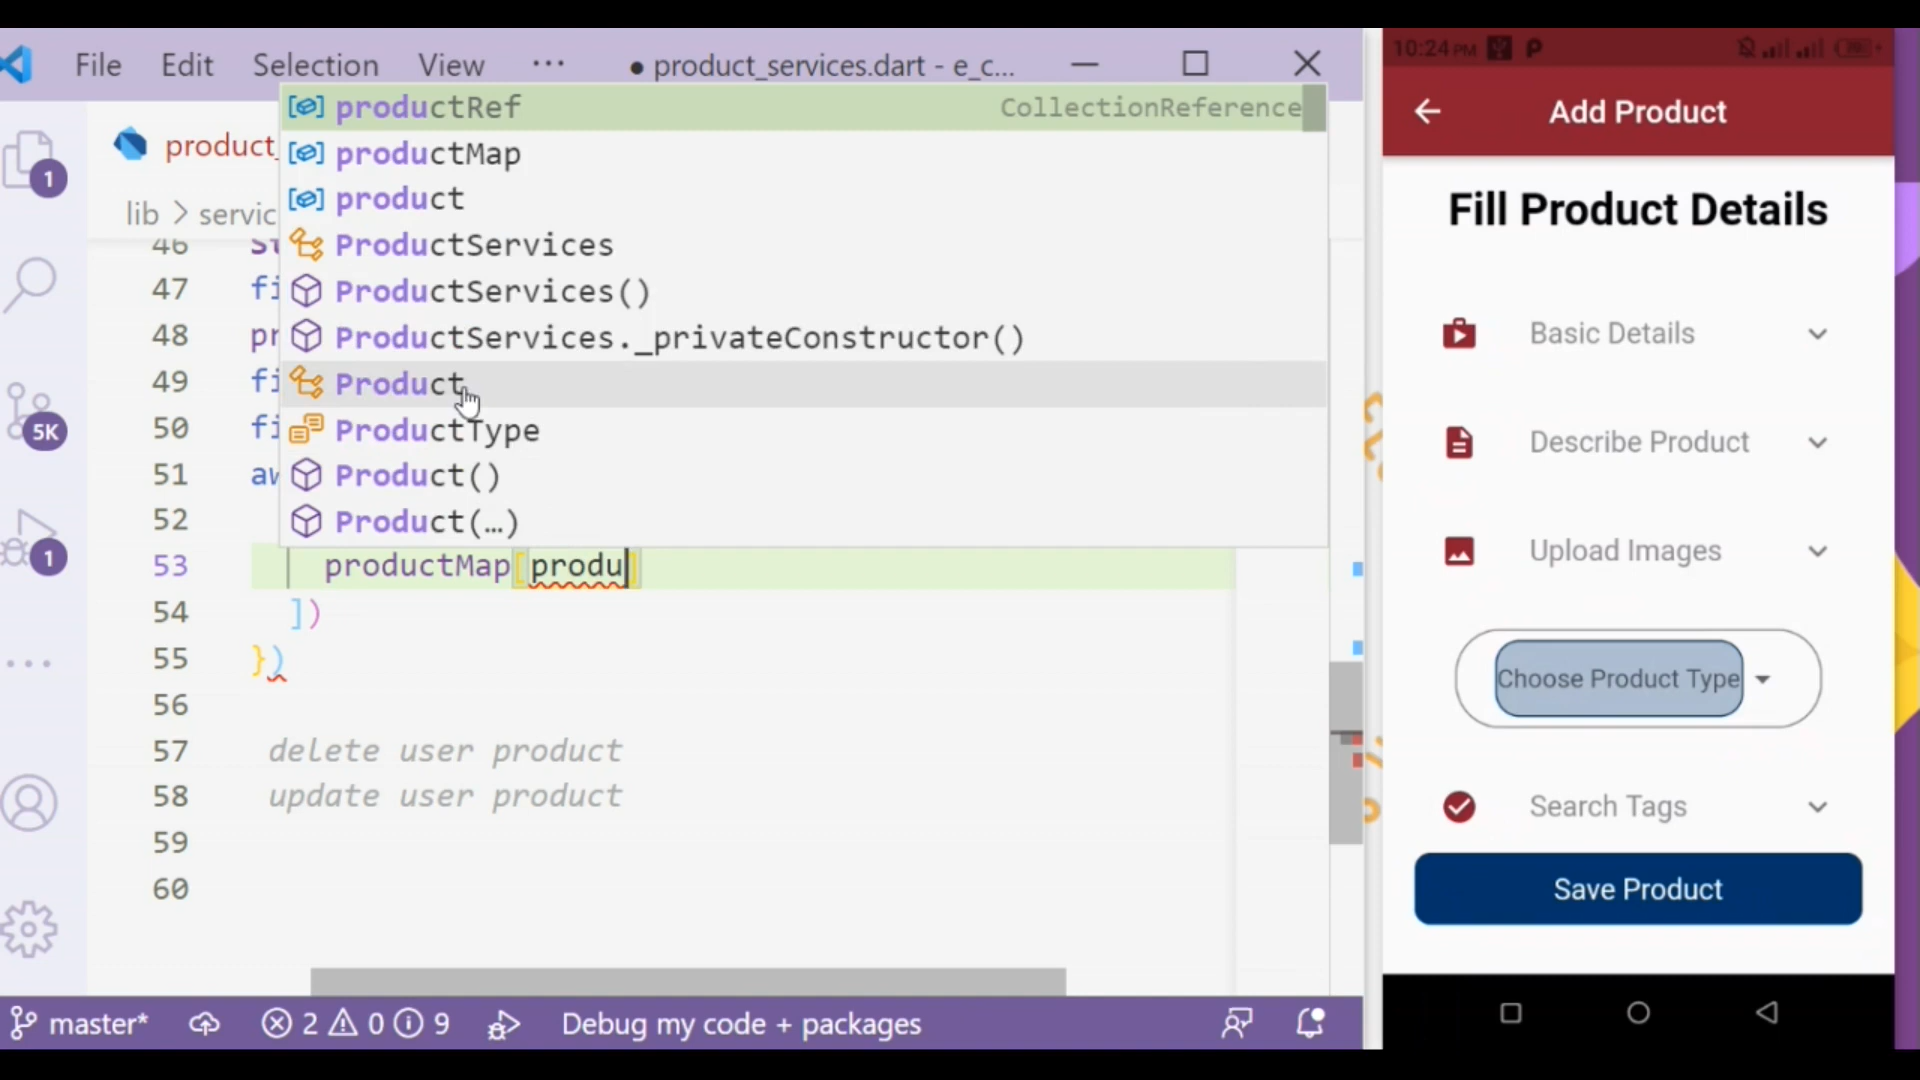 File Edit Selection View ··· ● product_services.dart - e_c...
productRef CollectionReference
productMap
product
ProductServices
ProductServices()
ProductServices._privateConstructor()
Product
ProductType
Product()
Product(…)
product_
lib > servic
46 St
47 fi
48 pr
49 fi
50 fi
51 aw
52
53 productMap[produ]
54 ])
55 })
56
57 delete user product
58 update user product
59
60
1
5K
1
master* 2 0 9 Debug my code + packages
10:24 PM
Add Product
Fill Product Details
Basic Details
Describe Product
Upload Images
Choose Product Type
Search Tags
Save Product